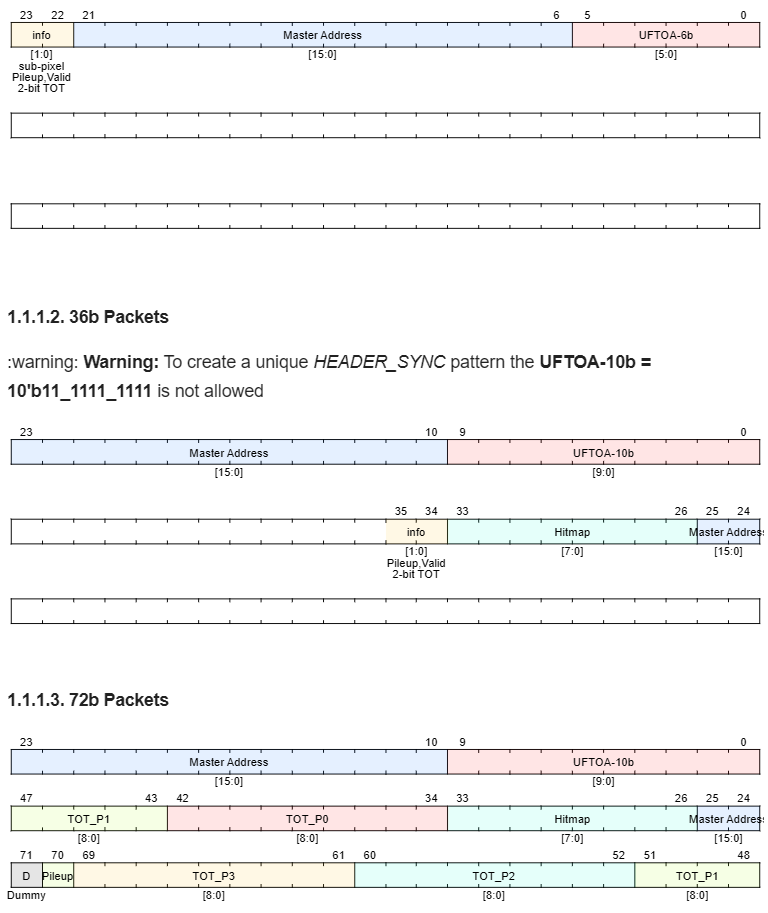 23 22 21 6 5 0
info Master Address UFTOA-6b
[1:0] [15:0] [5:0]
sub-pixel
Pileup,Valid
2-bit TOT
1.1.1.2. 36b Packets
:warning: Warning: To create a unique HEADER_SYNC pattern the UFTOA-10b =
10'b11_1111_1111 is not allowed
23 10 9 0
Master Address UFTOA-10b
[15:0] [9:0]
35 34 33 26 25 24
info Hitmap Master Address
[1:0] [7:0] [15:0]
Pileup,Valid
2-bit TOT
1.1.1.3. 72b Packets
23 10 9 0
Master Address UFTOA-10b
[15:0] [9:0]
47 43 42 34 33 26 25 24
TOT_P1 TOT_P0 Hitmap Master Address
[8:0] [8:0] [7:0] [15:0]
71 70 69 61 60 52 51 48
D Pileup TOT_P3 TOT_P2 TOT_P1
Dummy [8:0] [8:0] [8:0]